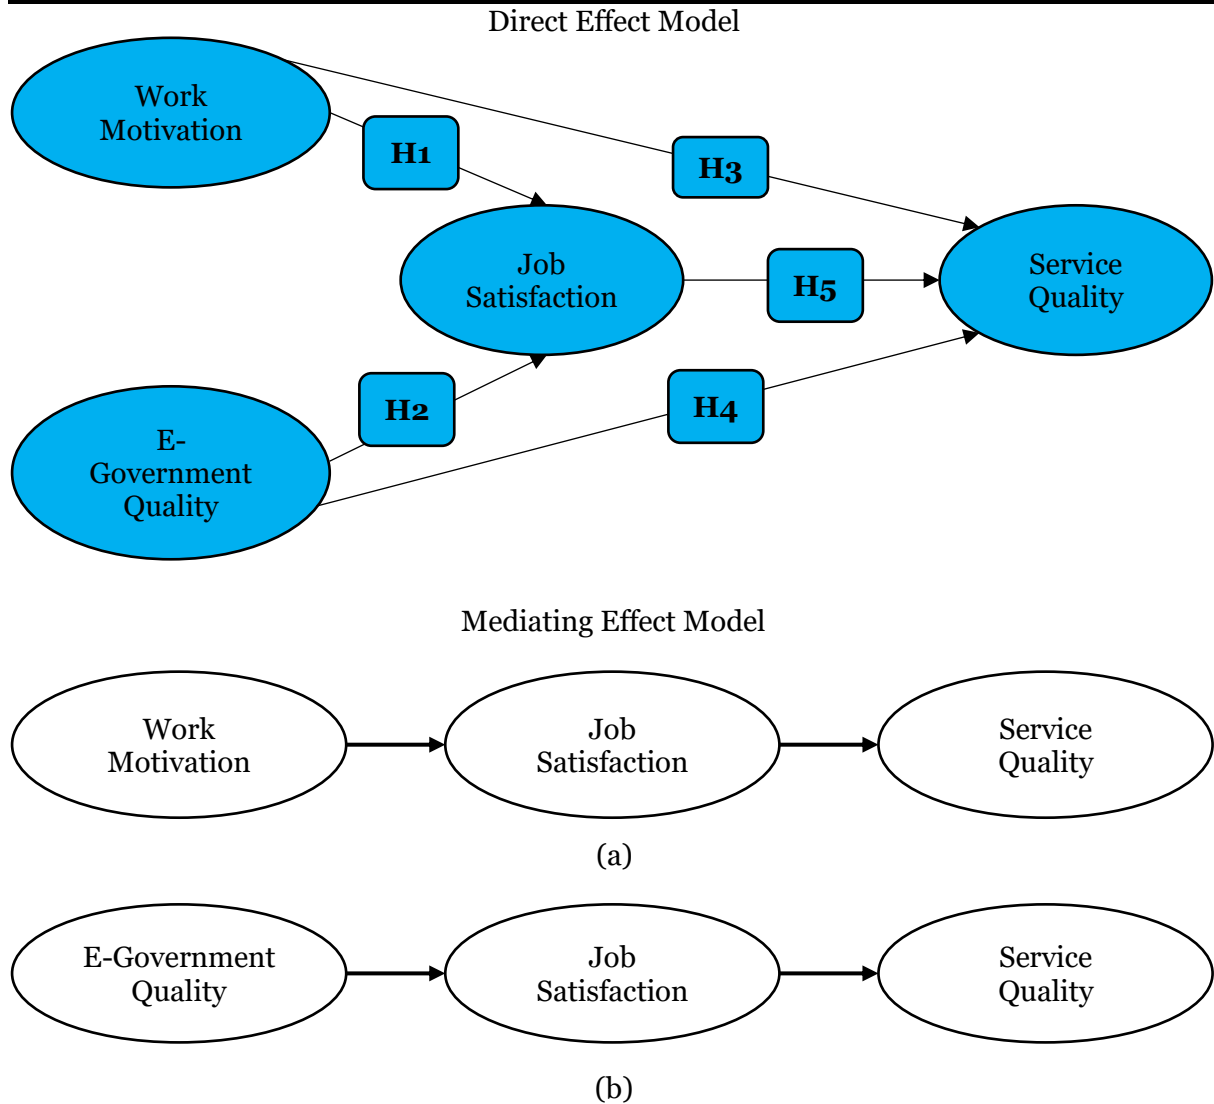 Direct Effect Model
Work
Motivation
H1
H3
Job
Satisfaction
H5
Service
Quality
H2
H4
E-
Government
Quality
Mediating Effect Model
Work
Motivation
Job
Satisfaction
Service
Quality
(a)
E-Government
Quality
Job
Satisfaction
Service
Quality
(b)